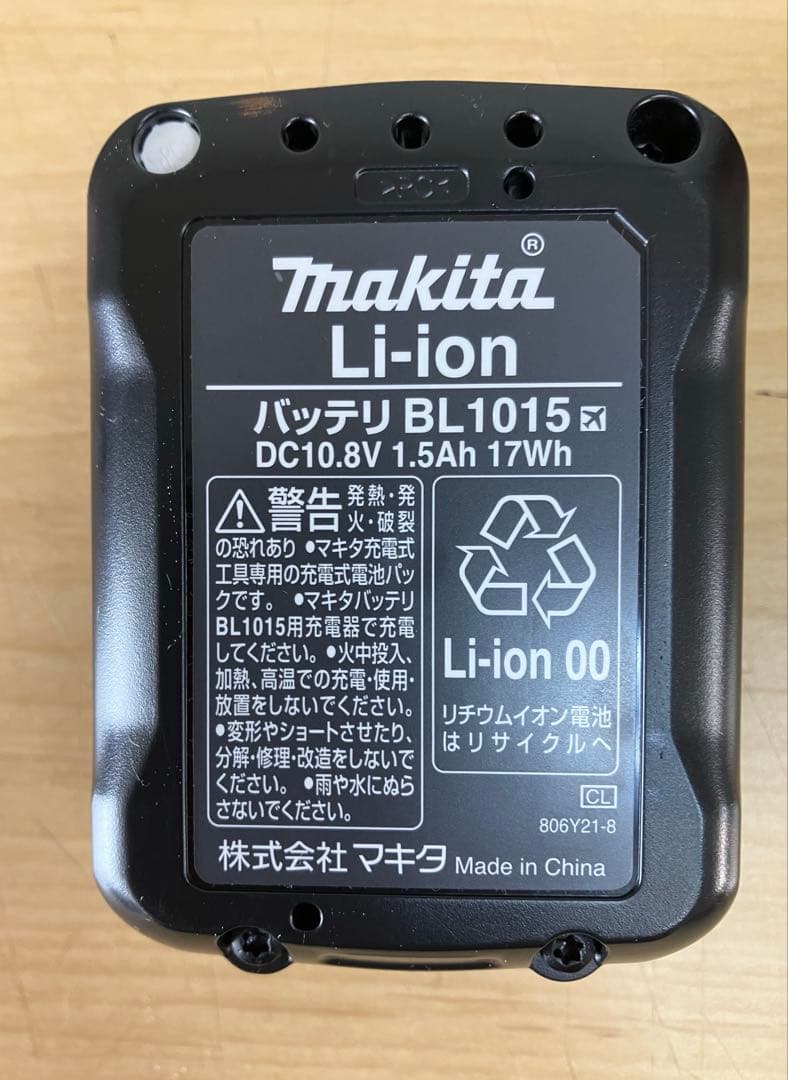 >PC<
makita®
Li-ion
バッテリ BL1015
DC10.8V 1.5Ah 17Wh
警告 発熱・発
火・破裂
の恐れあり ●マキタ充電式
工具専用の充電式電池パッ
クです。 ●マキタバッテリ
BL1015用充電器で充電
してください。●火中投入、
加熱、高温での充電・使用・
放置をしないでください。
●変形やショートさせたり、
分解・修理・改造をしないで
ください。 ●雨や水にぬら
さないでください。
Li-ion 00
リチウムイオン電池
はリサイクルへ
CL
806Y21-8
株式会社 マキタ Made in China